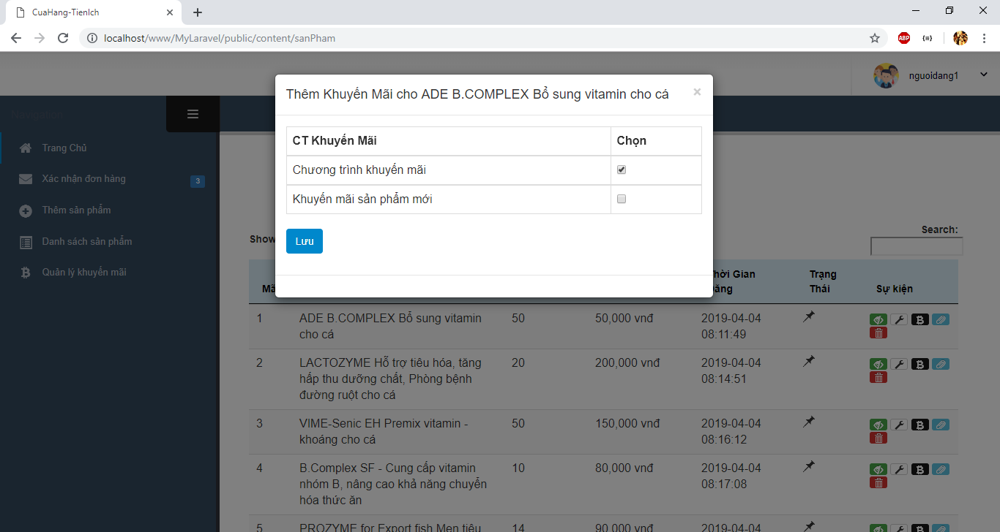 CuaHang-TienIch
localhost/www/MyLaravel/public/content/sanPham
ABP
nguoidang1
Navigation
Trang Chủ
Xác nhận đơn hàng
3
Thêm sản phẩm
Danh sách sản phẩm
Quản lý khuyến mãi
Thêm Khuyến Mãi cho ADE B.COMPLEX Bổ sung vitamin cho cá
×
CT Khuyến Mãi Chọn
Chương trình khuyến mãi
Khuyến mãi sản phẩm mới
Lưu
Show
Search:
Mã
Thời Gian
Đăng
Trạng
Thái
Sự kiện
1 ADE B.COMPLEX Bổ sung vitamin 50 50,000 vnđ 2019-04-04
cho cá 08:11:49
2 LACTOZYME Hỗ trợ tiêu hóa, tăng 20 200,000 vnđ 2019-04-04
hấp thu dưỡng chất, Phòng bệnh 08:14:51
đường ruột cho cá
3 VIME-Senic EH Premix vitamin - 50 150,000 vnđ 2019-04-04
khoáng cho cá 08:16:12
4 B.Complex SF - Cung cấp vitamin 10 80,000 vnđ 2019-04-04
nhóm B, nâng cao khả năng chuyển 08:17:08
hóa thức ăn
5 PROZYME for Export fish Men tiêu 14 90,000 vnđ 2019-04-04